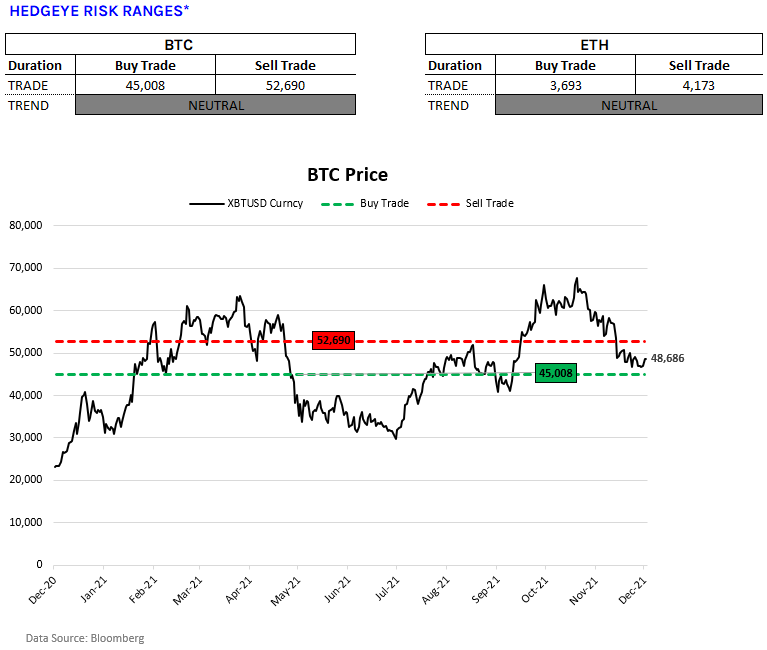 HEDGEYE RISK RANGES*
BTC
Duration Buy Trade Sell Trade
TRADE 45,008 52,690
TREND NEUTRAL
ETH
Duration Buy Trade Sell Trade
TRADE 3,693 4,173
TREND NEUTRAL
BTC Price
XBTUSD Curncy Buy Trade Sell Trade
80,000
70,000
60,000
50,000
40,000
30,000
20,000
10,000
0
52,690
45,008
48,686
Dec-20 Jan-21 Feb-21 Mar-21 Apr-21 May-21 Jun-21 Jul-21 Aug-21 Sep-21 Oct-21 Nov-21 Dec-21
Data Source: Bloomberg